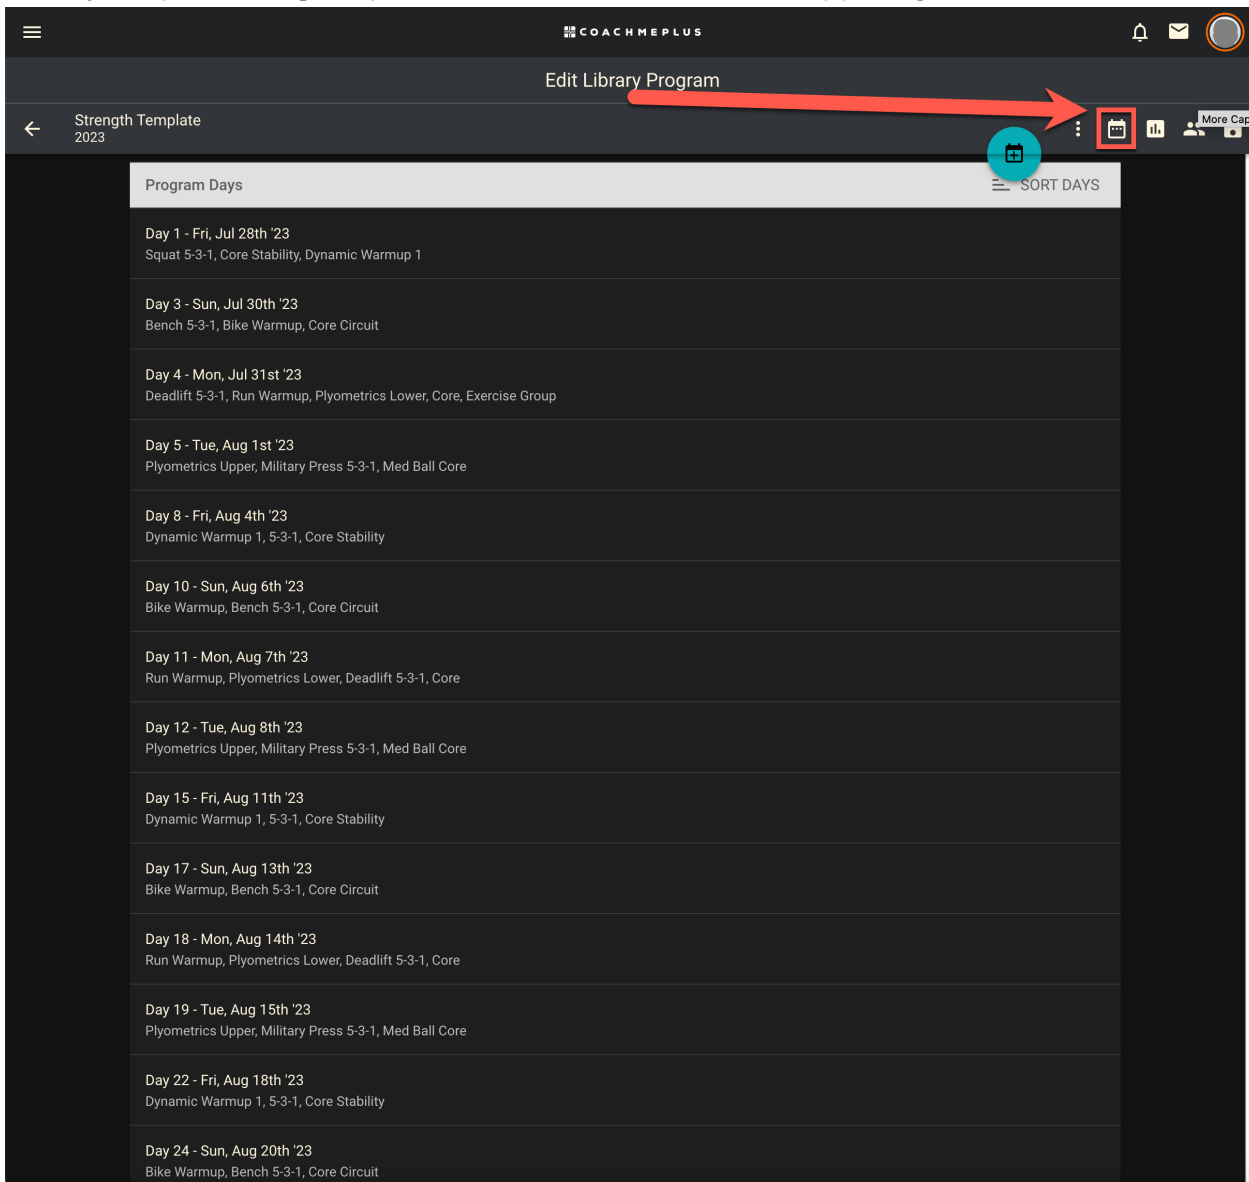 COACHMEPLUS
Edit Library Program
Strength Template
2023
More Cap
Program Days
SORT DAYS
Day 1 - Fri, Jul 28th '23
Squat 5-3-1, Core Stability, Dynamic Warmup 1
Day 3 - Sun, Jul 30th '23
Bench 5-3-1, Bike Warmup, Core Circuit
Day 4 - Mon, Jul 31st '23
Deadlift 5-3-1, Run Warmup, Plyometrics Lower, Core, Exercise Group
Day 5 - Tue, Aug 1st '23
Plyometrics Upper, Military Press 5-3-1, Med Ball Core
Day 8 - Fri, Aug 4th '23
Dynamic Warmup 1, 5-3-1, Core Stability
Day 10 - Sun, Aug 6th '23
Bike Warmup, Bench 5-3-1, Core Circuit
Day 11 - Mon, Aug 7th '23
Run Warmup, Plyometrics Lower, Deadlift 5-3-1, Core
Day 12 - Tue, Aug 8th '23
Plyometrics Upper, Military Press 5-3-1, Med Ball Core
Day 15 - Fri, Aug 11th '23
Dynamic Warmup 1, 5-3-1, Core Stability
Day 17 - Sun, Aug 13th '23
Bike Warmup, Bench 5-3-1, Core Circuit
Day 18 - Mon, Aug 14th '23
Run Warmup, Plyometrics Lower, Deadlift 5-3-1, Core
Day 19 - Tue, Aug 15th '23
Plyometrics Upper, Military Press 5-3-1, Med Ball Core
Day 22 - Fri, Aug 18th '23
Dynamic Warmup 1, 5-3-1, Core Stability
Day 24 - Sun, Aug 20th '23
Bike Warmup, Bench 5-3-1, Core Circuit